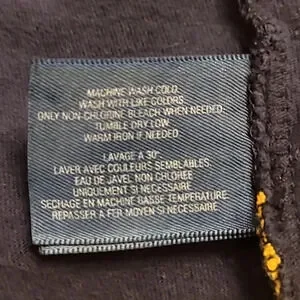 MACHINE WASH COLD
WASH WITH LIKE COLORS
ONLY NON-CHLORINE BLEACH WHEN NEEDED
TUMBLE DRY LOW
WARM IRON IF NEEDED
LAVAGE A 30°
LAVER AVEC COULEURS SEMBLABLES
EAU DE JAVEL NON CHLOREE
UNIQUEMENT SI NECESSAIRE
SECHAGE EN MACHINE BASSE TEMPERATURE
REPASSER A FER MOYEN SI NECESSAIRE